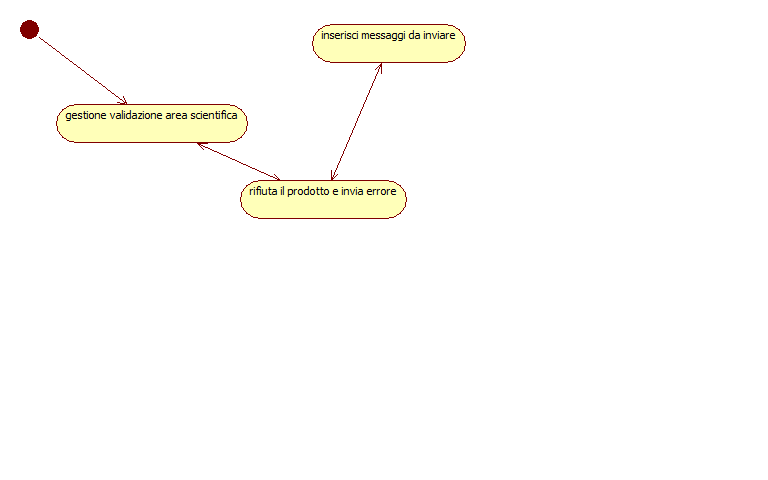 inserisci messaggi da inviare
gestione validazione area scientifica
rifiuta il prodotto e invia errore